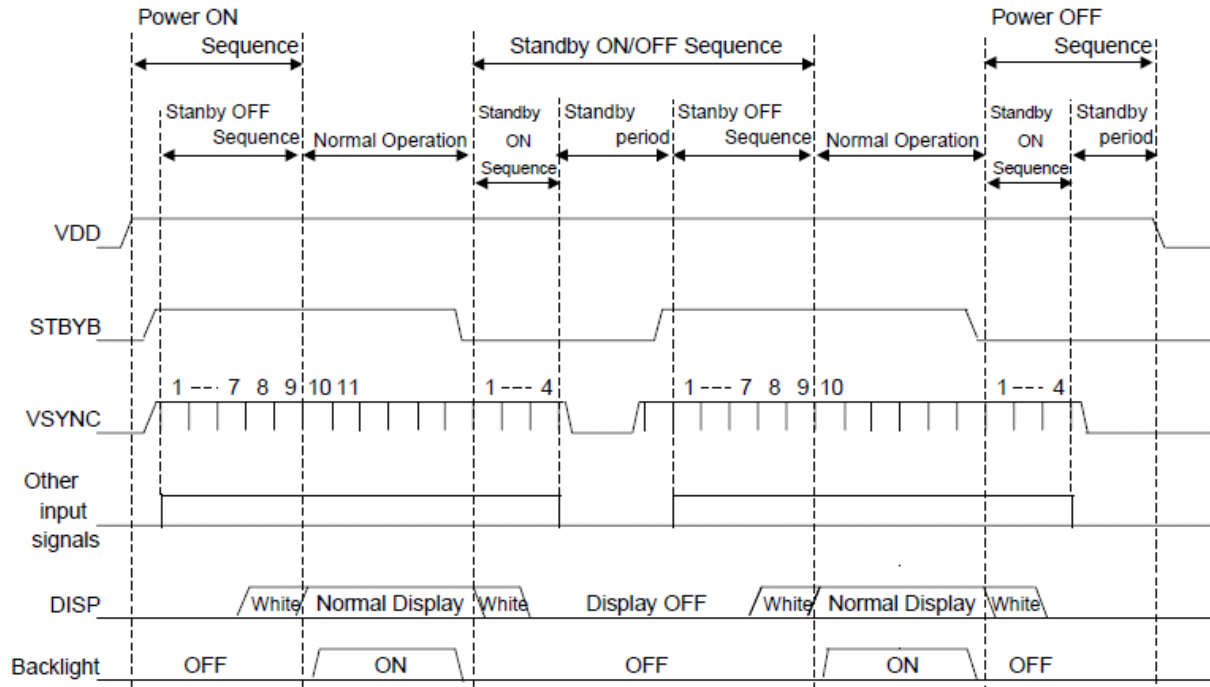 Power ON
Sequence
Standby ON/OFF Sequence
Power OFF
Sequence
Stanby OFF
Sequence
Normal Operation
Standby
ON
Sequence
Standby
period
Stanby OFF
Sequence
Normal Operation
Standby
ON
Sequence
Standby
period
VDD
STBYB
VSYNC
1 --- 7 8 9 10 11
1 --- 4
1 --- 7 8 9 10
1 --- 4
Other
input
signals
DISP
White
Normal Display
White
Display OFF
White
Normal Display
White
Backlight
OFF
ON
OFF
ON
OFF